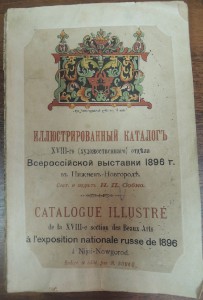 ИЛЛЮСТРИРОВАННЫЙ КАТАЛОГЪ
XVIII-го (художественнаго) отдѣла
Всероссійской выставки 1896 г.
въ Нижнемъ-Новгородѣ.
CATALOGUE ILLUSTRÉ
de la XVIII-e section des Beaux Arts
à l'exposition nationale russe de 1896
à Nijni-Nowgorod.